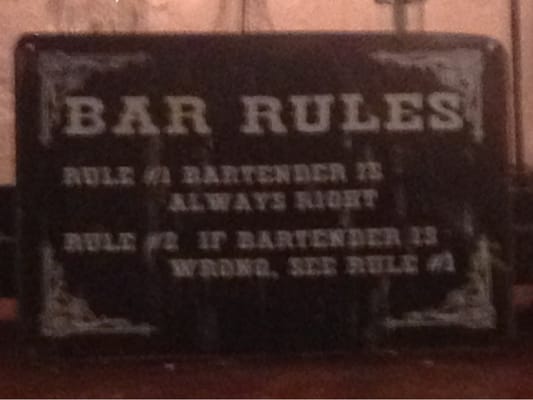 BAR RULES
RULE #1 BARTENDER IS
ALWAYS RIGHT
RULE #2 IF BARTENDER IS
WRONG, SEE RULE #1